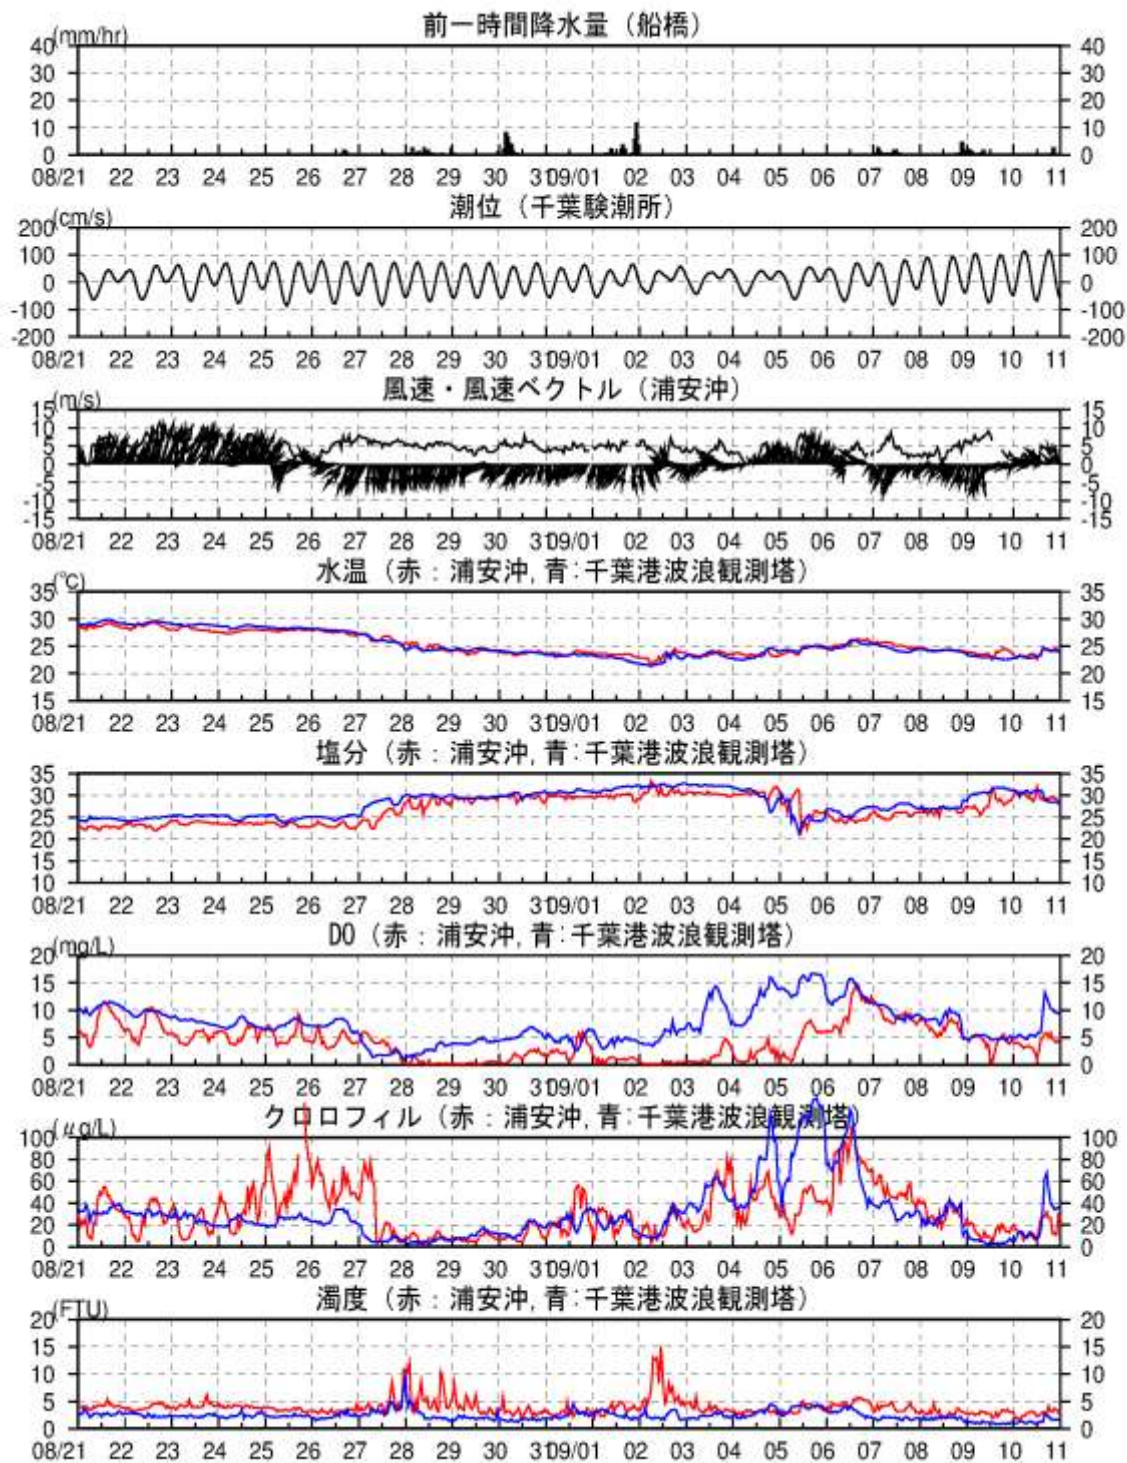 前一時間降水量（船橋）
(mm/hr)
40 40
30 30
20 20
10 10
0 0
08/21 22 23 24 25 26 27 28 29 30 31 09/01 02 03 04 05 06 07 08 09 10 11
潮位（千葉験潮所）
(cm/s)
200 200
100 100
0 0
-100 -100
-200 -200
08/21 22 23 24 25 26 27 28 29 30 31 09/01 02 03 04 05 06 07 08 09 10 11
風速・風速ベクトル（浦安沖）
(m/s)
15 15
10 10
5 5
0 0
-5 -5
-10 -10
-15 -15
08/21 22 23 24 25 26 27 28 29 30 31 09/01 02 03 04 05 06 07 08 09 10 11
水温（赤：浦安沖, 青：千葉港波浪観測塔）
(℃)
35 35
30 30
25 25
20 20
15 15
08/21 22 23 24 25 26 27 28 29 30 31 09/01 02 03 04 05 06 07 08 09 10 11
塩分（赤：浦安沖, 青：千葉港波浪観測塔）
35 35
30 30
25 25
20 20
15 15
10 10
08/21 22 23 24 25 26 27 28 29 30 31 09/01 02 03 04 05 06 07 08 09 10 11
DO（赤：浦安沖, 青：千葉港波浪観測塔）
(mg/L)
20 20
15 15
10 10
5 5
0 0
08/21 22 23 24 25 26 27 28 29 30 31 09/01 02 03 04 05 06 07 08 09 10 11
クロロフィル（赤：浦安沖, 青：千葉港波浪観測塔）
(μg/L)
100 100
80 80
60 60
40 40
20 20
0 0
08/21 22 23 24 25 26 27 28 29 30 31 09/01 02 03 04 05 06 07 08 09 10 11
濁度（赤：浦安沖, 青：千葉港波浪観測塔）
(FTU)
20 20
15 15
10 10
5 5
0 0
08/21 22 23 24 25 26 27 28 29 30 31 09/01 02 03 04 05 06 07 08 09 10 11